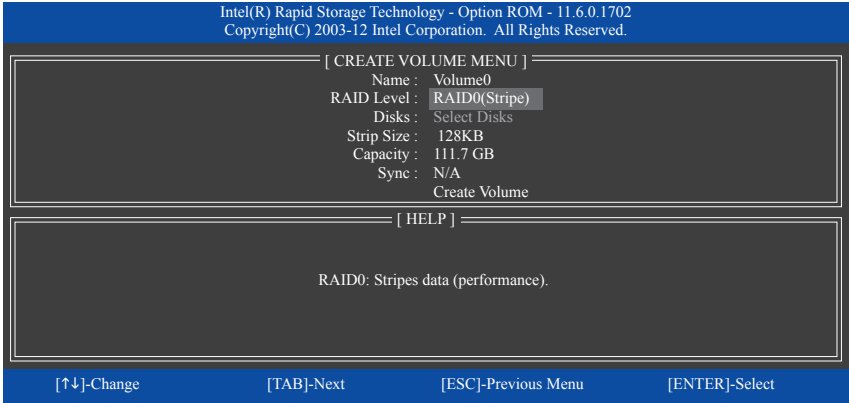 Intel(R) Rapid Storage Technology - Option ROM - 11.6.0.1702
Copyright(C) 2003-12 Intel Corporation. All Rights Reserved.
[ CREATE VOLUME MENU ]
Name : Volume0
RAID Level : RAID0(Stripe)
Disks : Select Disks
Strip Size : 128KB
Capacity : 111.7 GB
Sync : N/A
Create Volume
[ HELP ]
RAID0: Stripes data (performance).
[↑↓]-Change [TAB]-Next [ESC]-Previous Menu [ENTER]-Select